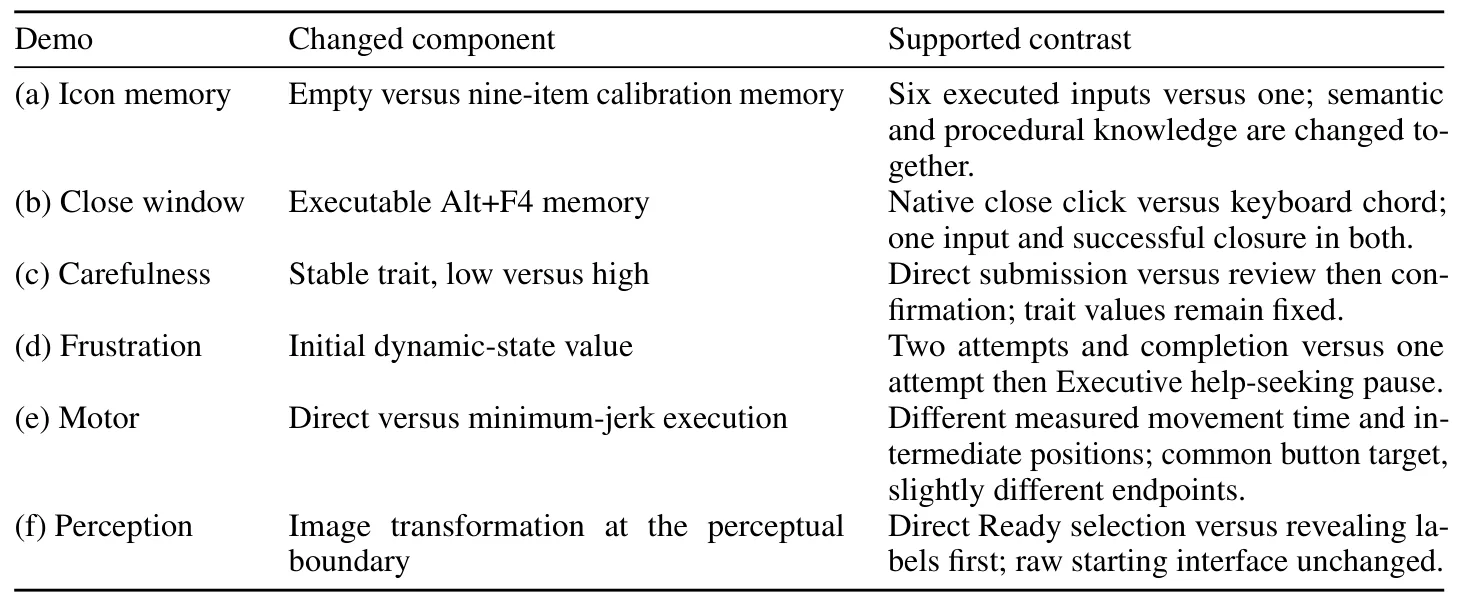 Demo Changed component Supported contrast
(a) Icon memory Empty versus nine-item calibration memory Six executed inputs versus one; semantic
and procedural knowledge are changed to-
gether.
(b) Close window Executable Alt+F4 memory Native close click versus keyboard chord;
one input and successful closure in both.
(c) Carefulness Stable trait, low versus high Direct submission versus review then con-
firmation; trait values remain fixed.
(d) Frustration Initial dynamic-state value Two attempts and completion versus one
attempt then Executive help-seeking pause.
(e) Motor Direct versus minimum-jerk execution Different measured movement time and in-
termediate positions; common button target,
slightly different endpoints.
(f) Perception Image transformation at the perceptual Direct Ready selection versus revealing la-
boundary bels first; raw starting interface unchanged.